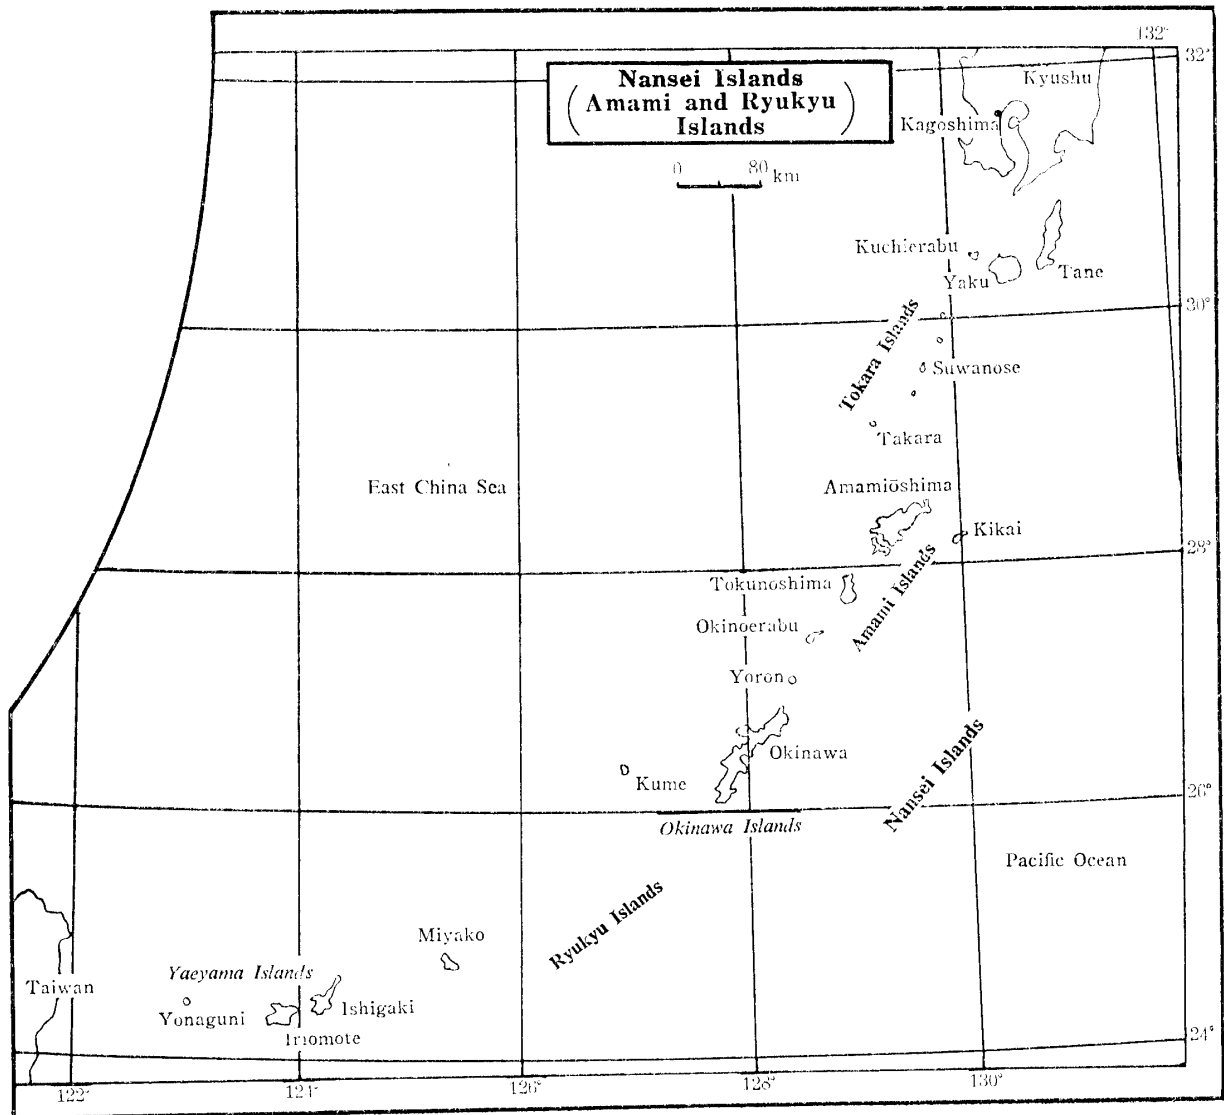 132°
32°
Nansei Islands
(Amami and Ryukyu
Islands)
Kyushu
Kagoshima
0 80 km
Kuchierabu
Yaku
Tane
30°
Tokara Islands
Suwanose
Takara
East China Sea
Amamiōshima
Kikai
28°
Tokunoshima
Amami Islands
Okinoerabu
Yoron
Okinawa
Nansei Islands
Kume
26°
Okinawa Islands
Pacific Ocean
Ryukyu Islands
Miyako
Yaeyama Islands
Taiwan
Yonaguni
Ishigaki
Iriomote
24°
122° 124° 126° 128° 130°